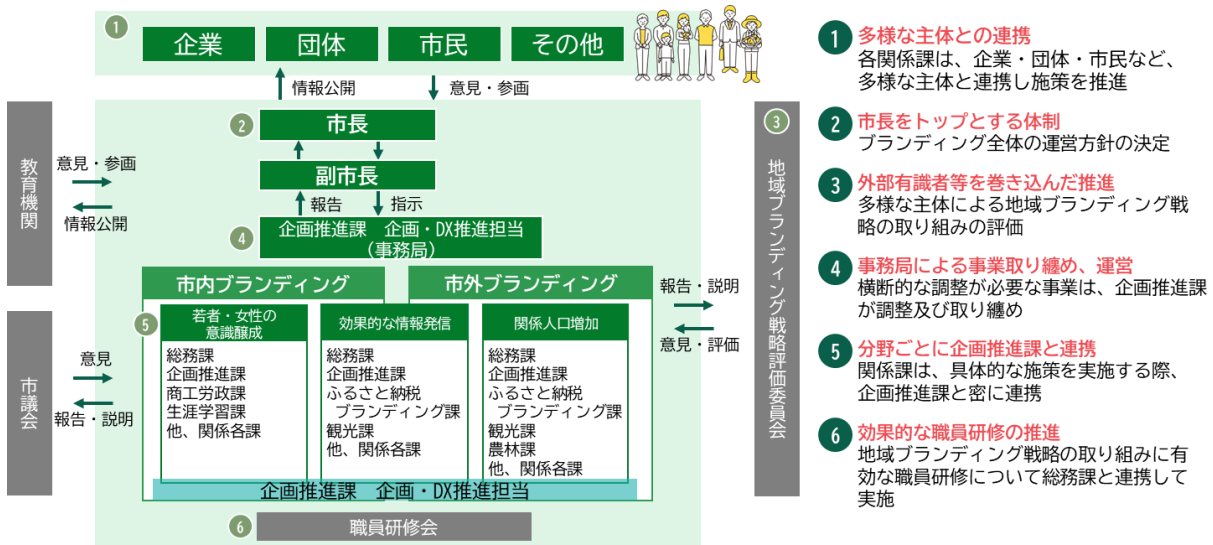 1
企業
団体
市民
その他
情報公開
意見・参画
2
市長
副市長
報告
指示
4
企画推進課　企画・DX推進担当
（事務局）
教育機関
意見・参画
情報公開
市議会
意見
報告・説明
市内ブランディング
市外ブランディング
5
若者・女性の
意識醸成
総務課
企画推進課
商工労政課
生涯学習課
他、関係各課
効果的な情報発信
総務課
企画推進課
ふるさと納税
ブランディング課
観光課
他、関係各課
関係人口増加
総務課
企画推進課
ふるさと納税
ブランディング課
観光課
農林課
他、関係各課
企画推進課　企画・DX推進担当
6
職員研修会
報告・説明
意見・評価
3
地域ブランディング戦略評価委員会
1
多様な主体との連携
各関係課は、企業・団体・市民など、
多様な主体と連携し施策を推進
2
市長をトップとする体制
ブランディング全体の運営方針の決定
3
外部有識者等を巻き込んだ推進
多様な主体による地域ブランディング戦
略の取り組みの評価
4
事務局による事業取り纏め、運営
横断的な調整が必要な事業は、企画推進課
が調整及び取り纏め
5
分野ごとに企画推進課と連携
関係課は、具体的な施策を実施する際、
企画推進課と密に連携
6
効果的な職員研修の推進
地域ブランディング戦略の取り組みに有
効な職員研修について総務課と連携して
実施